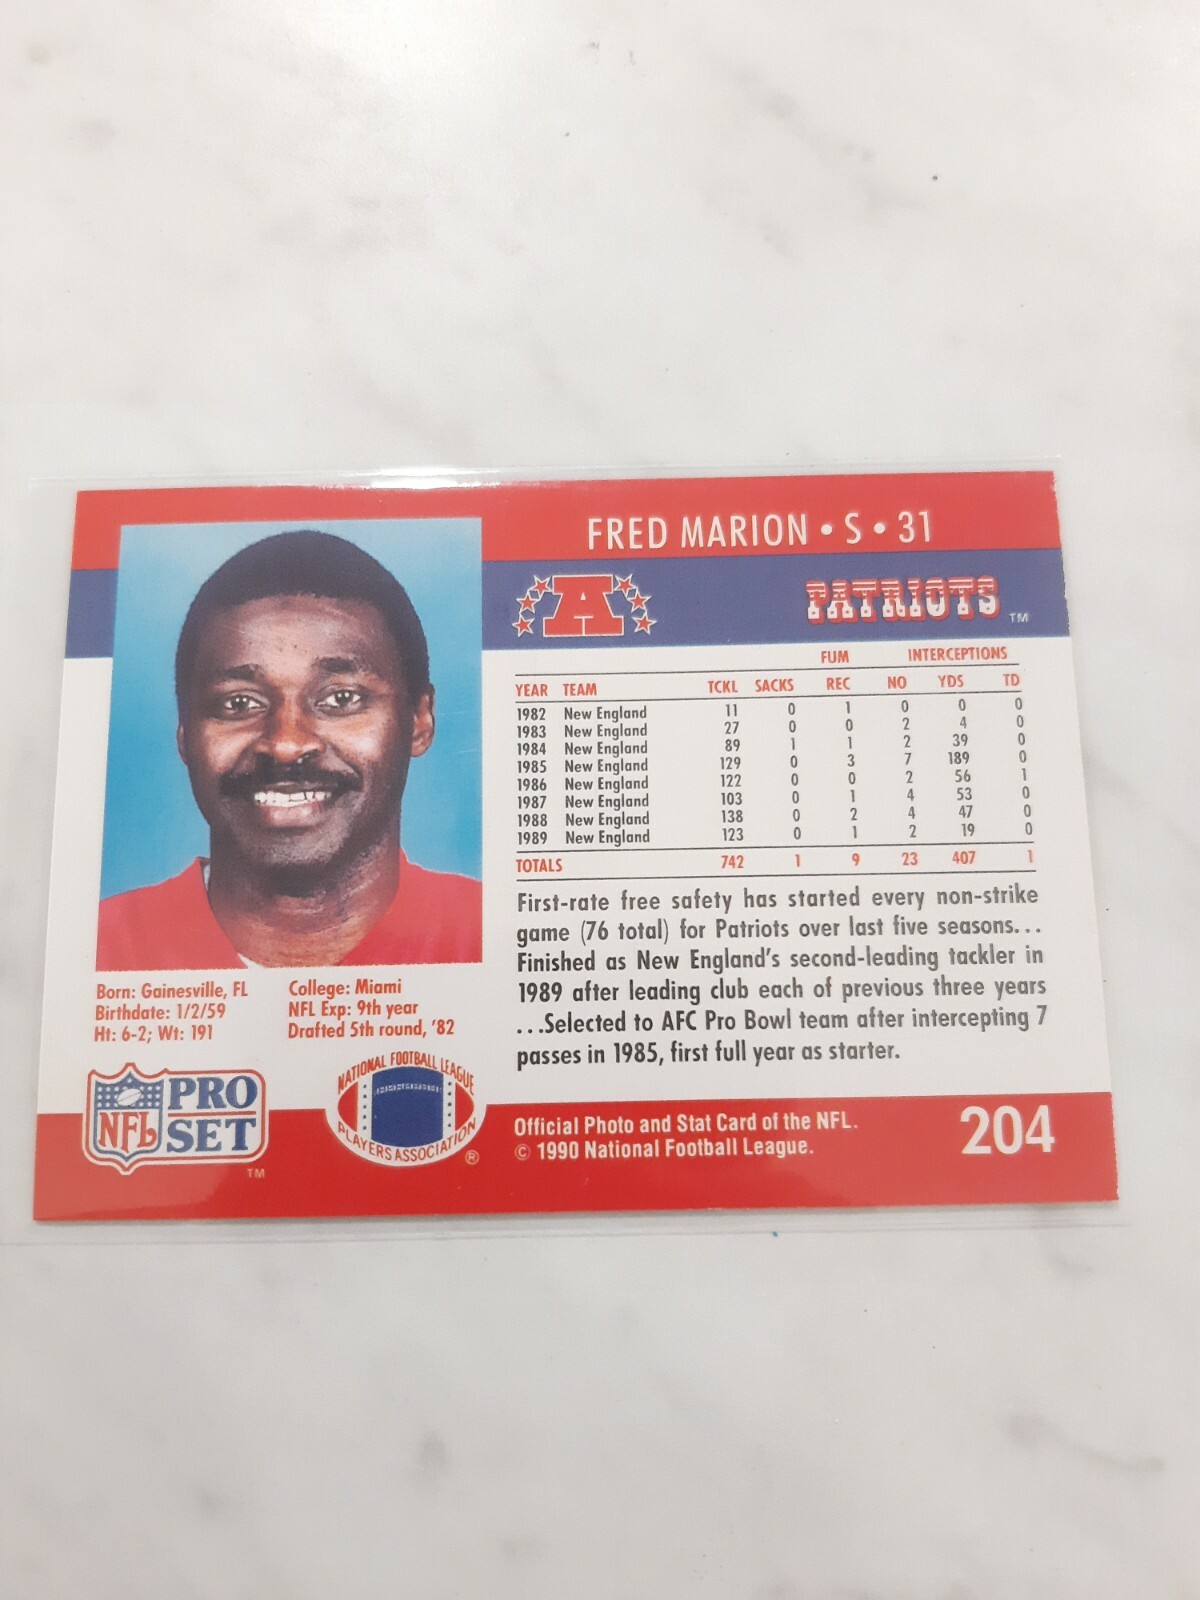 FRED MARION • S • 31
A
PATRIOTS TM
FUM INTERCEPTIONS
YEAR TEAM TCKL SACKS REC NO YDS TD
1982 New England 11 0 1 0 0 0
1983 New England 27 0 0 2 4 0
1984 New England 89 1 1 2 39 0
1985 New England 129 0 3 7 189 0
1986 New England 122 0 0 2 56 1
1987 New England 103 0 1 4 53 0
1988 New England 138 0 2 4 47 0
1989 New England 123 0 1 2 19 0
TOTALS 742 1 9 23 407 1
First-rate free safety has started every non-strike
game (76 total) for Patriots over last five seasons...
Finished as New England's second-leading tackler in
1989 after leading club each of previous three years
...Selected to AFC Pro Bowl team after intercepting 7
passes in 1985, first full year as starter.
Born: Gainesville, FL
Birthdate: 1/2/59
Ht: 6-2; Wt: 191
College: Miami
NFL Exp: 9th year
Drafted 5th round, '82
NFL PRO
SET
TM
NATIONAL FOOTBALL LEAGUE
PLAYERS ASSOCIATION ®
Official Photo and Stat Card of the NFL.
© 1990 National Football League.
204